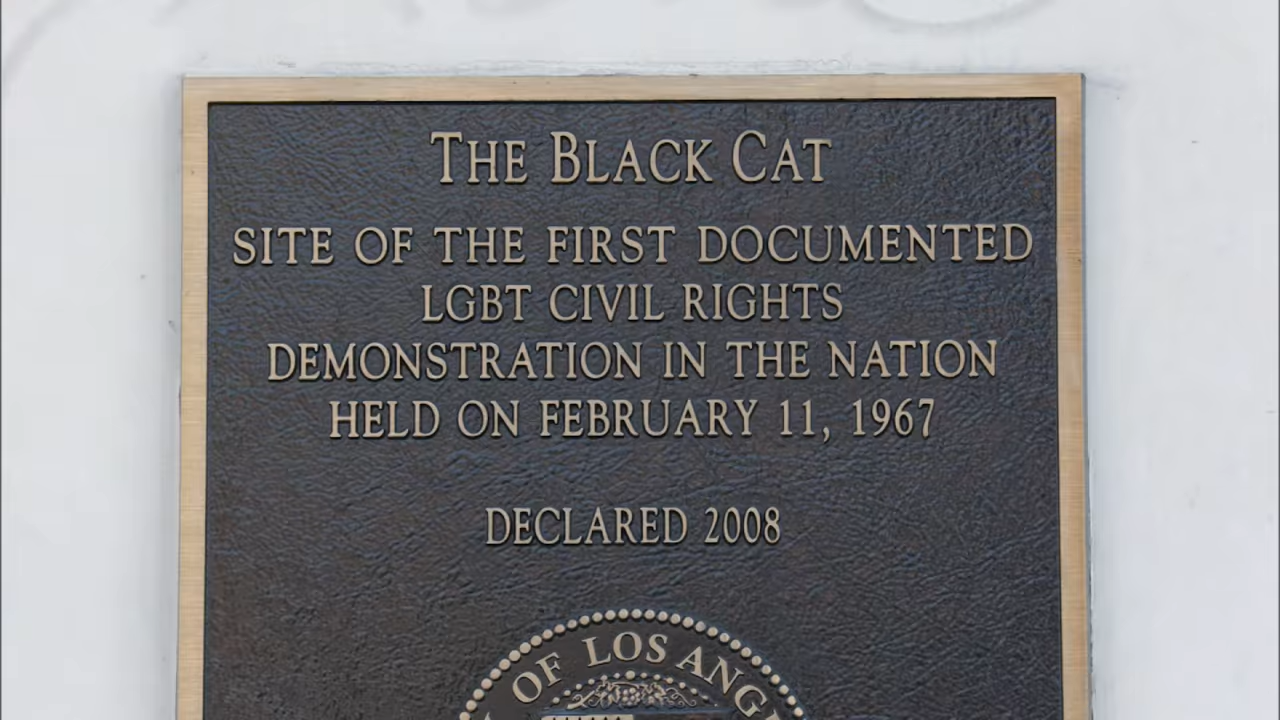 THE BLACK CAT
SITE OF THE FIRST DOCUMENTED
LGBT CIVIL RIGHTS
DEMONSTRATION IN THE NATION
HELD ON FEBRUARY 11, 1967
DECLARED 2008
OF LOS ANGE